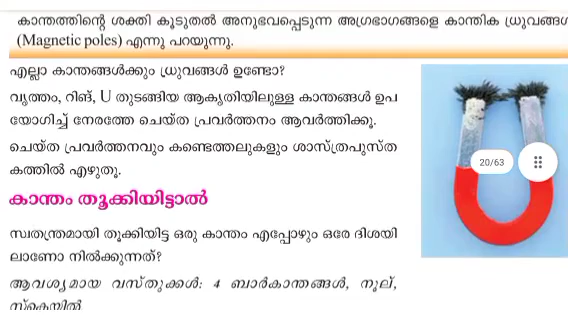 കാന്തത്തിന്റെ ശക്തി കൂടുതൽ അനുഭവപ്പെടുന്ന അഗ്രഭാഗങ്ങളെ കാന്തിക ധ്രുവങ്ങൾ
(Magnetic poles) എന്നു പറയുന്നു.
എല്ലാ കാന്തങ്ങൾക്കും ധ്രുവങ്ങൾ ഉണ്ടോ?
വൃത്തം, റിങ്, U തുടങ്ങിയ ആകൃതിയിലുള്ള കാന്തങ്ങൾ ഉപ
യോഗിച്ച് നേരത്തേ ചെയ്ത പ്രവർത്തനം ആവർത്തിക്കൂ.
ചെയ്ത പ്രവർത്തനവും കണ്ടെത്തലുകളും ശാസ്ത്രപുസ്ത
കത്തിൽ എഴുതൂ.
20/63
കാന്തം തൂക്കിയിട്ടാൽ
സ്വതന്ത്രമായി തൂക്കിയിട്ട ഒരു കാന്തം എപ്പോഴും ഒരേ ദിശയി
ലാണോ നിൽക്കുന്നത്?
ആവശ്യമായ വസ്തുക്കൾ: 4 ബാർകാന്തങ്ങൾ, നൂല്,
സ്കെയിൽ